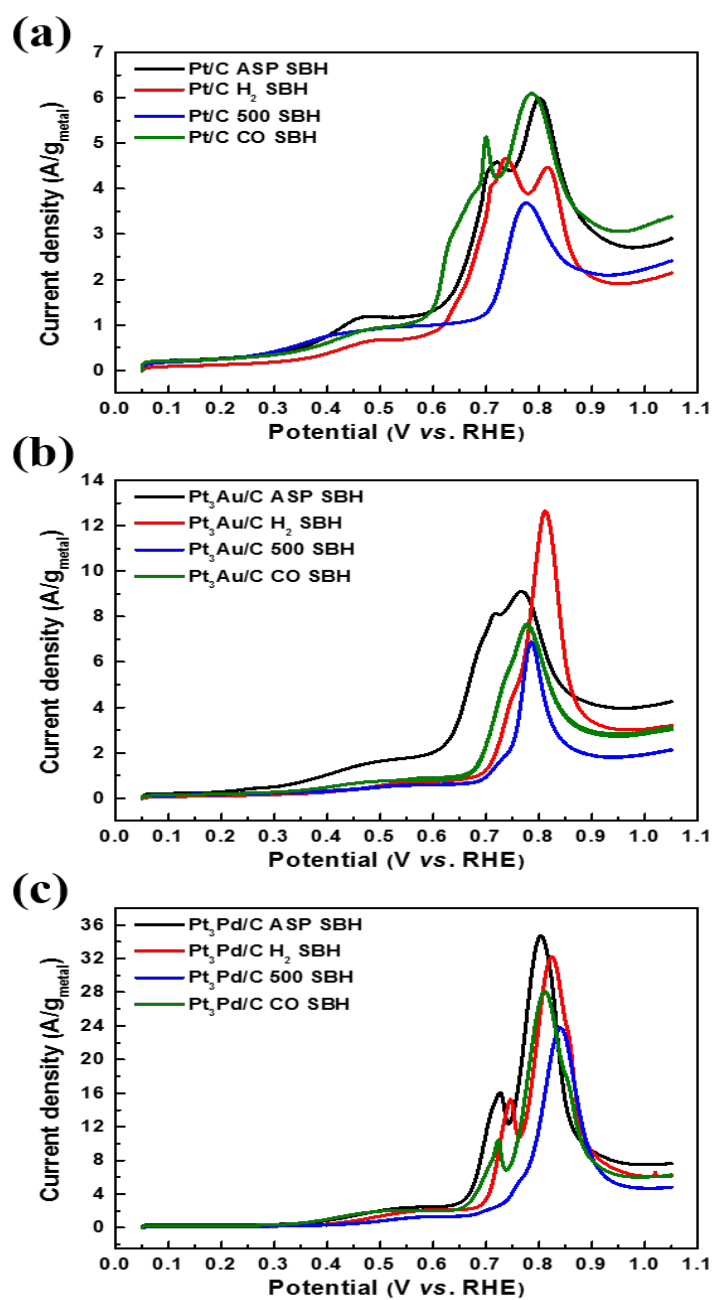 (a)
7
6
5
4
3
2
1
0
Current density (A/g_metal)
Pt/C ASP SBH
Pt/C H₂ SBH
Pt/C 500 SBH
Pt/C CO SBH
0.0 0.1 0.2 0.3 0.4 0.5 0.6 0.7 0.8 0.9 1.0 1.1
Potential (V vs. RHE)
(b)
14
12
10
8
6
4
2
0
Current density (A/g_metal)
Pt₃Au/C ASP SBH
Pt₃Au/C H₂ SBH
Pt₃Au/C 500 SBH
Pt₃Au/C CO SBH
0.0 0.1 0.2 0.3 0.4 0.5 0.6 0.7 0.8 0.9 1.0 1.1
Potential (V vs. RHE)
(c)
36
32
28
24
20
16
12
8
4
0
Current density (A/g_metal)
Pt₃Pd/C ASP SBH
Pt₃Pd/C H₂ SBH
Pt₃Pd/C 500 SBH
Pt₃Pd/C CO SBH
0.0 0.1 0.2 0.3 0.4 0.5 0.6 0.7 0.8 0.9 1.0 1.1
Potential (V vs. RHE)